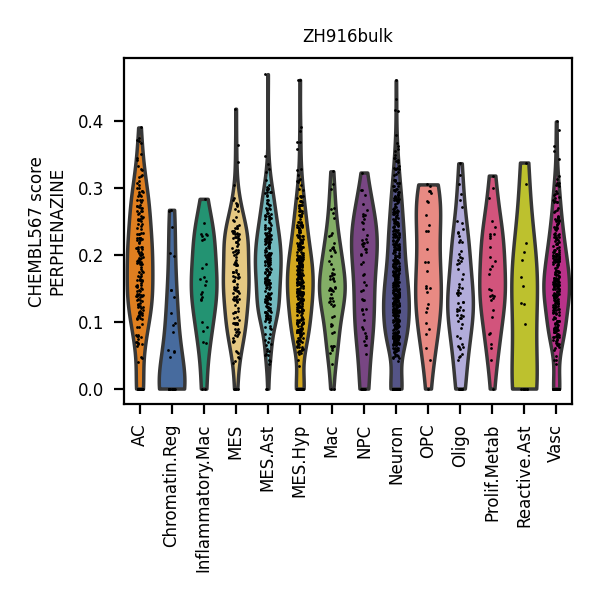 ZH916bulk
CHEMBL567 score
PERPHENAZINE
0.4
0.3
0.2
0.1
0.0
AC
Chromatin.Reg
Inflammatory.Mac
MES
MES.Ast
MES.Hyp
Mac
NPC
Neuron
OPC
Oligo
Prolif.Metab
Reactive.Ast
Vasc